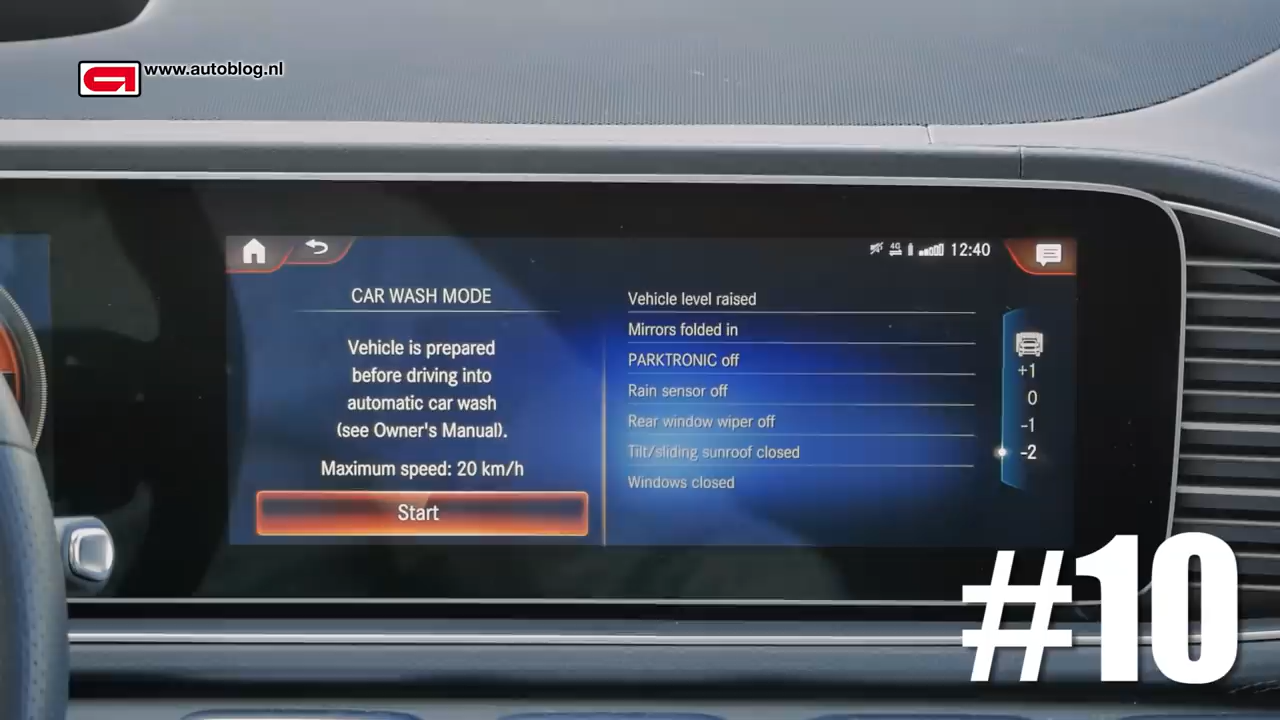 www.autoblog.nl
4G
12:40
CAR WASH MODE
Vehicle is prepared
before driving into
automatic car wash
(see Owner's Manual).
Maximum speed: 20 km/h
Start
Vehicle level raised
Mirrors folded in
PARKTRONIC off
Rain sensor off
Rear window wiper off
Tilt/sliding sunroof closed
Windows closed
+1
0
-1
-2
#10